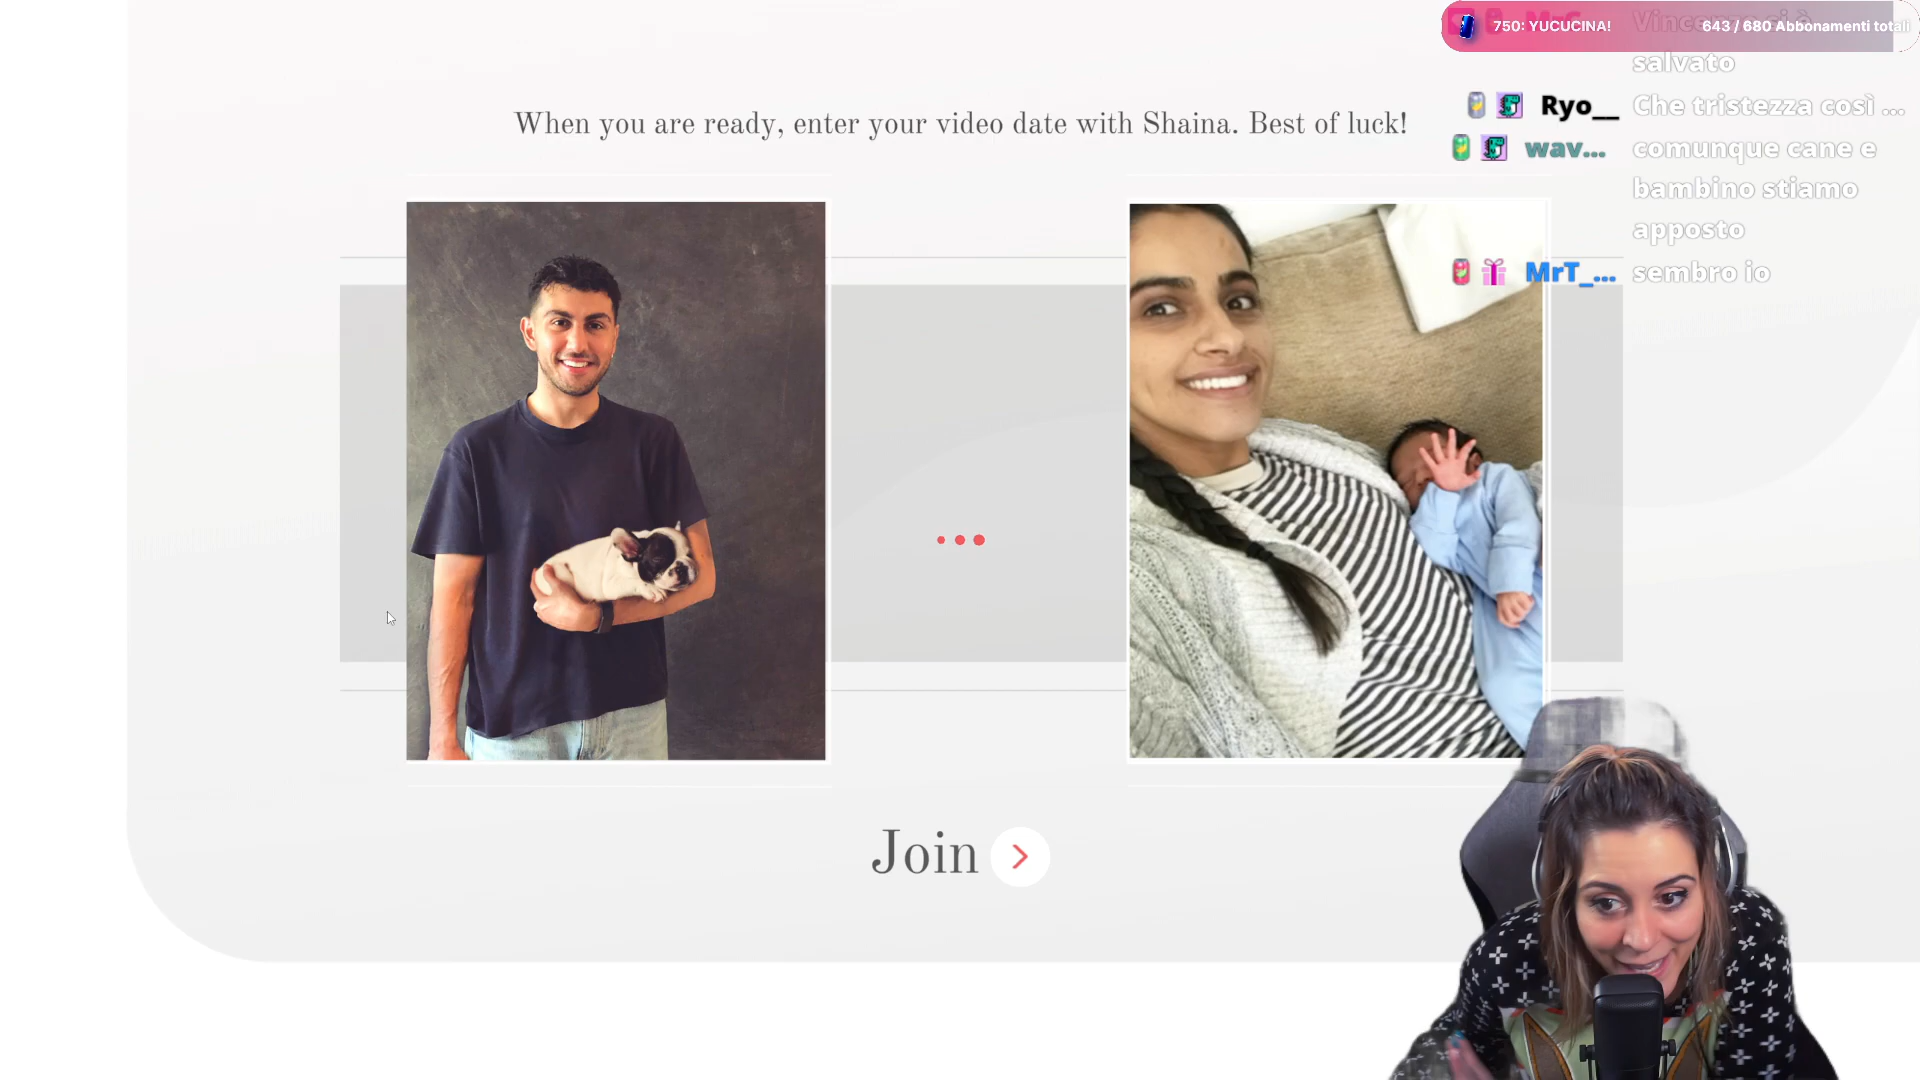 750: YUCUCINA!
643 / 680 Abbonamenti totali
salvato
Ryo__ Che tristezza così ...
wav... comunque cane e
bambino stiamo
apposto
MrT_... sembro io
When you are ready, enter your video date with Shaina. Best of luck!
Join